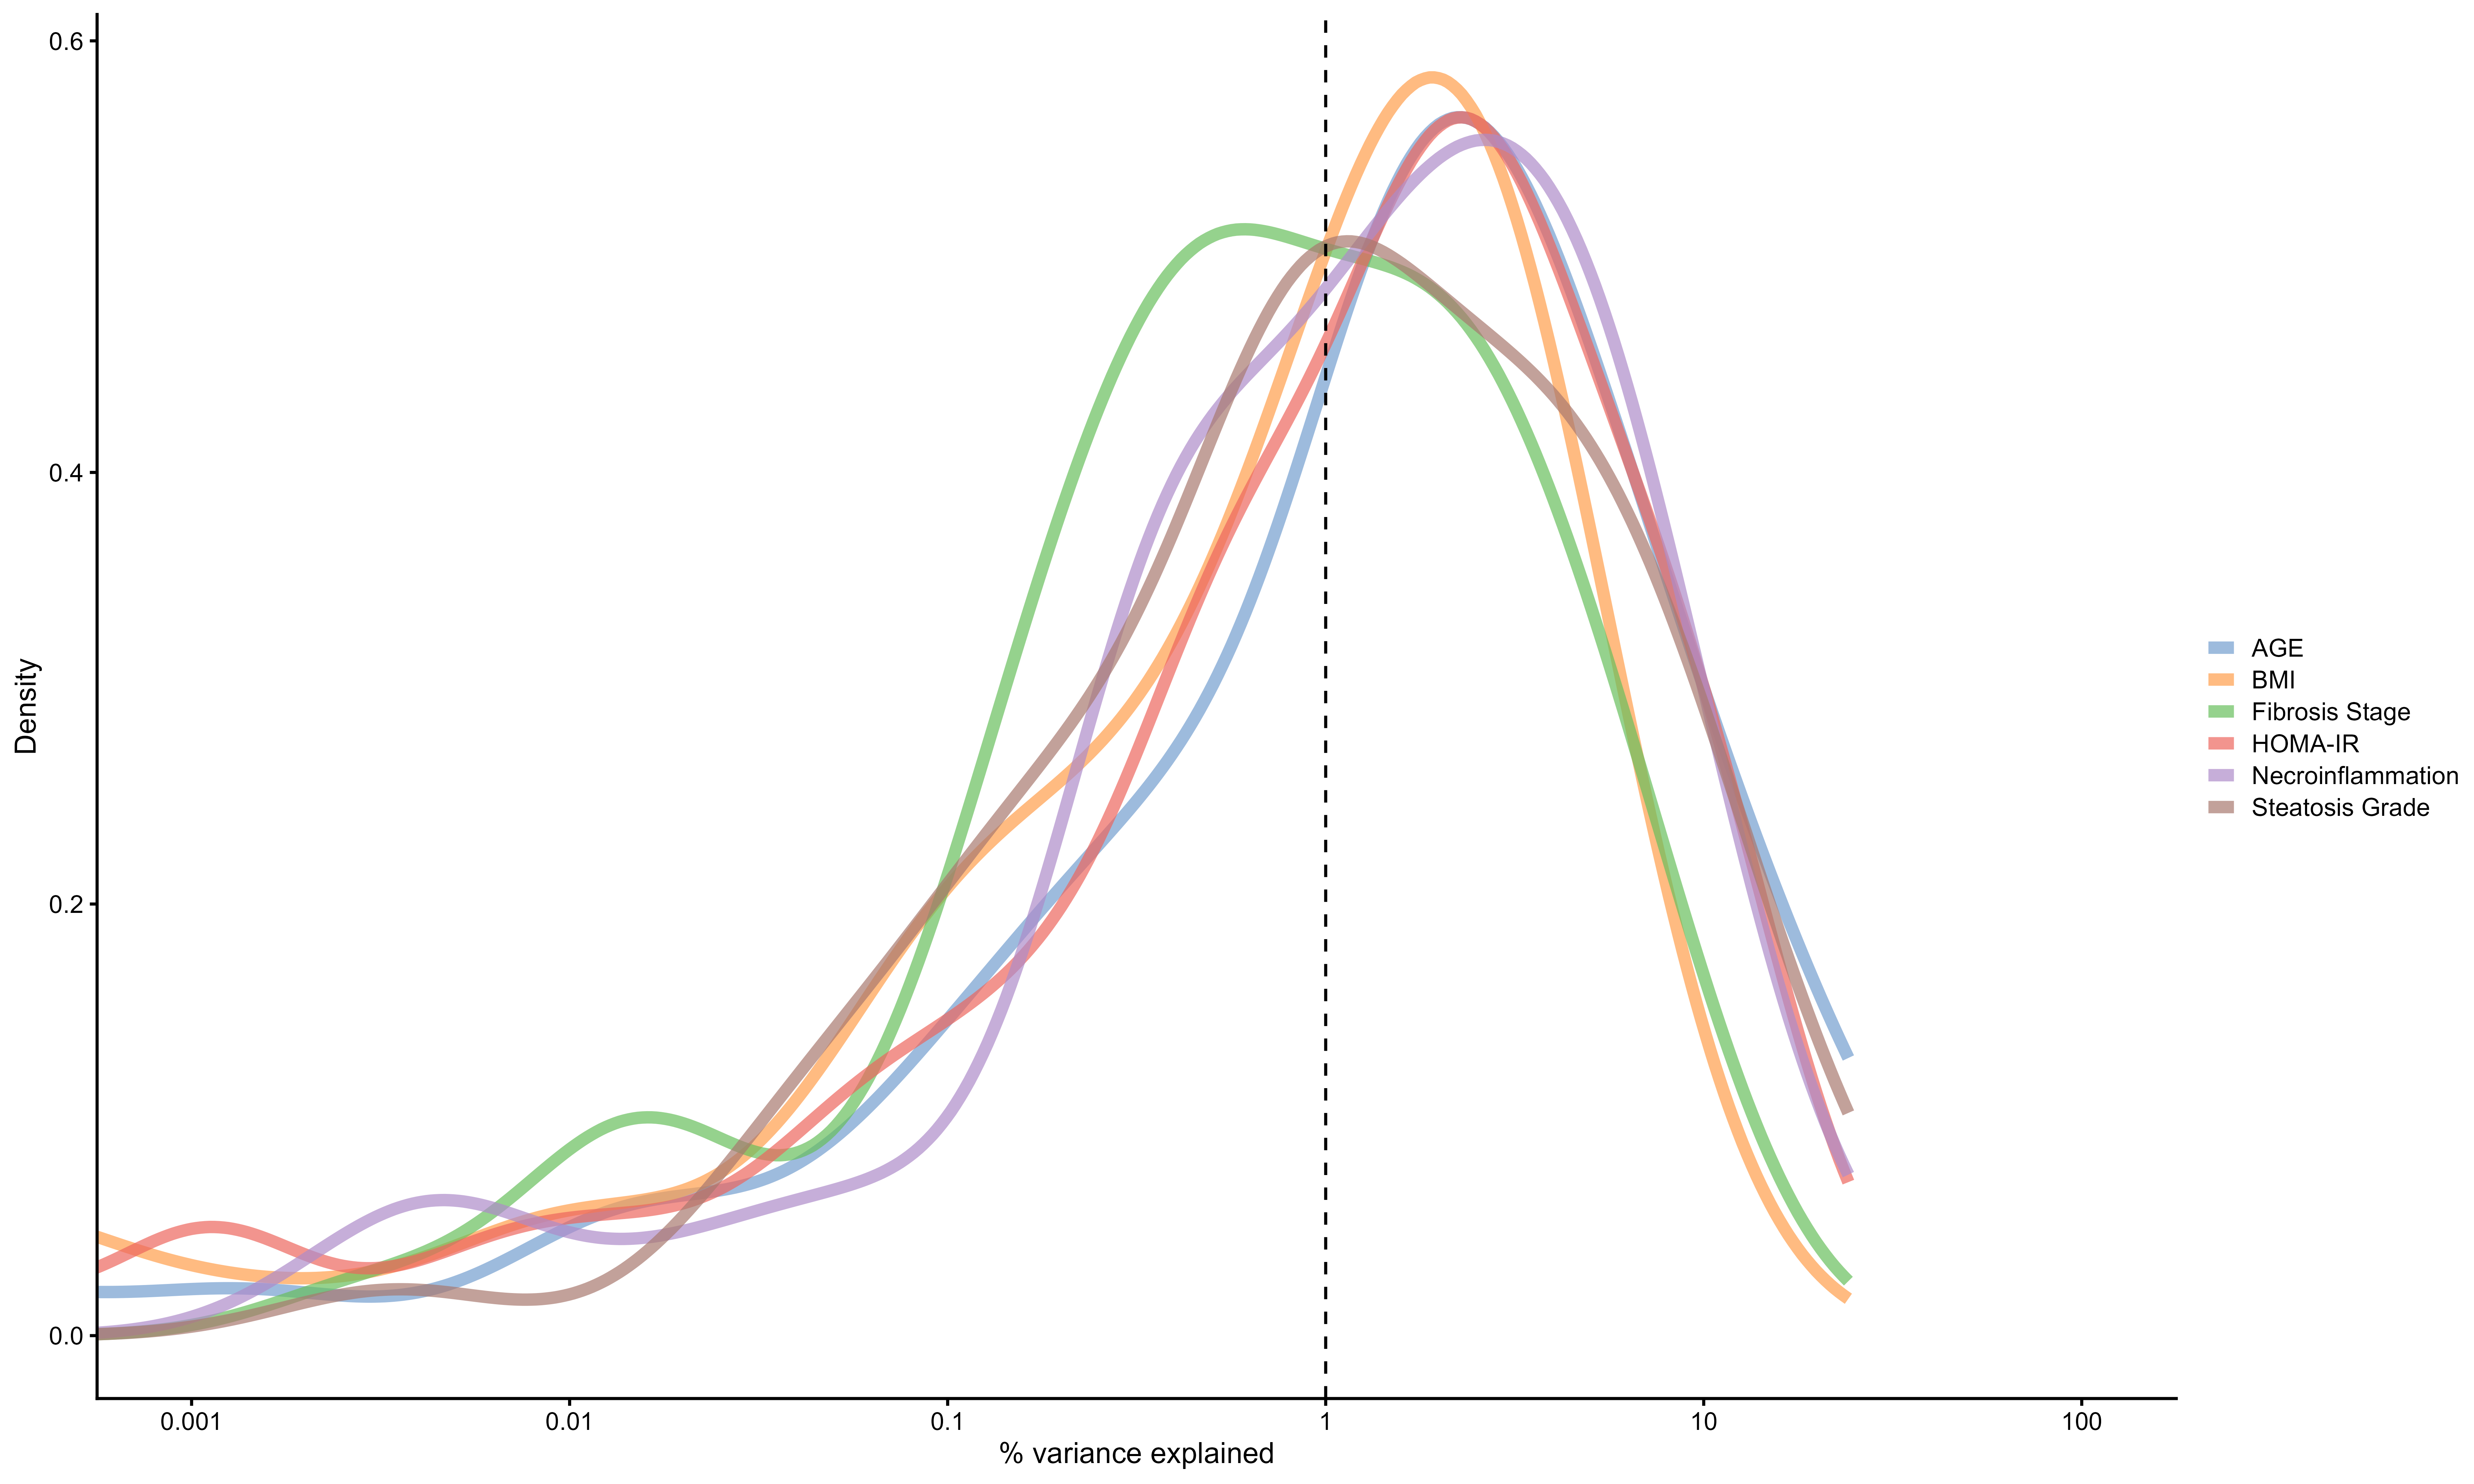 0.6
0.4
0.2
0.0
Density
0.001
0.01
0.1
1
10
100
% variance explained
AGE
BMI
Fibrosis Stage
HOMA-IR
Necroinflammation
Steatosis Grade